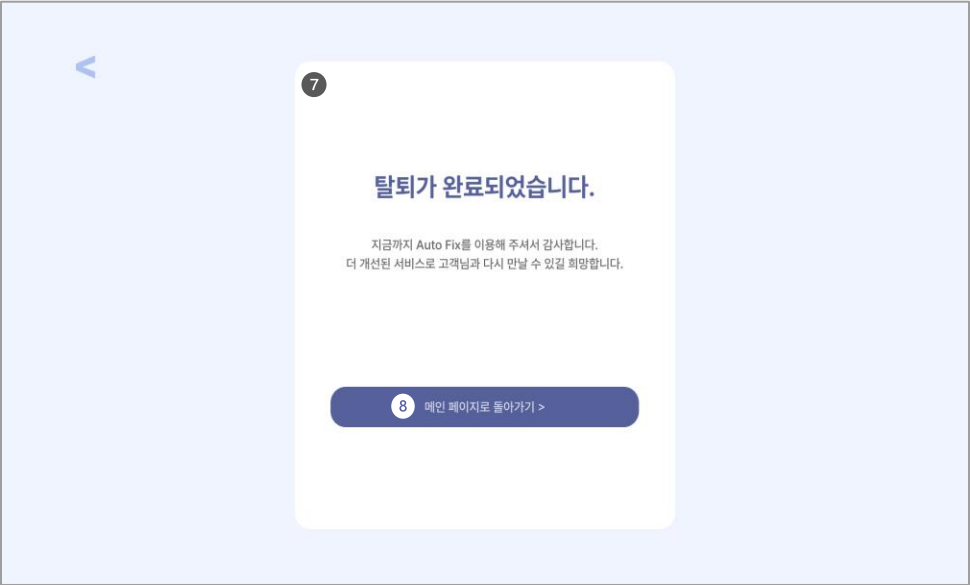 <
7
탈퇴가 완료되었습니다.
지금까지 Auto Fix를 이용해 주셔서 감사합니다.
더 개선된 서비스로 고객님과 다시 만날 수 있길 희망합니다.
8 메인 페이지로 돌아가기 >